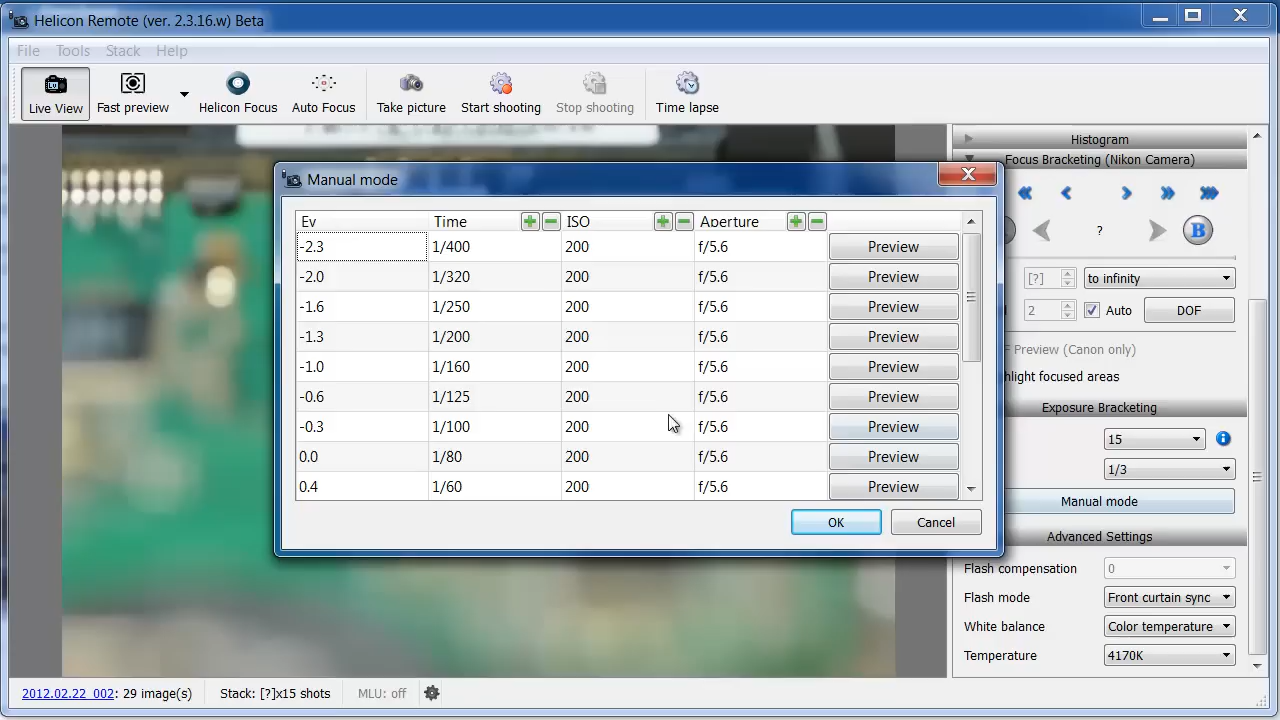 Helicon Remote (ver. 2.3.16.w) Beta
File Tools Stack Help
Live View Fast preview Helicon Focus Auto Focus Take picture Start shooting Stop shooting Time lapse
Histogram
Focus Bracketing (Nikon Camera)
?
B
[?] to infinity
2 Auto DOF
Preview (Canon only)
focused areas
Exposure Bracketing
15
1/3
Manual mode
Advanced Settings
Flash compensation 0
Flash mode Front curtain sync
White balance Color temperature
Temperature 4170K
Manual mode
Ev Time ISO Aperture
-2.3 1/400 200 f/5.6 Preview
-2.0 1/320 200 f/5.6 Preview
-1.6 1/250 200 f/5.6 Preview
-1.3 1/200 200 f/5.6 Preview
-1.0 1/160 200 f/5.6 Preview
-0.6 1/125 200 f/5.6 Preview
-0.3 1/100 200 f/5.6 Preview
0.0 1/80 200 f/5.6 Preview
0.4 1/60 200 f/5.6 Preview
OK Cancel
2012.02.22_002: 29 image(s) Stack: [?]x15 shots MLU: off